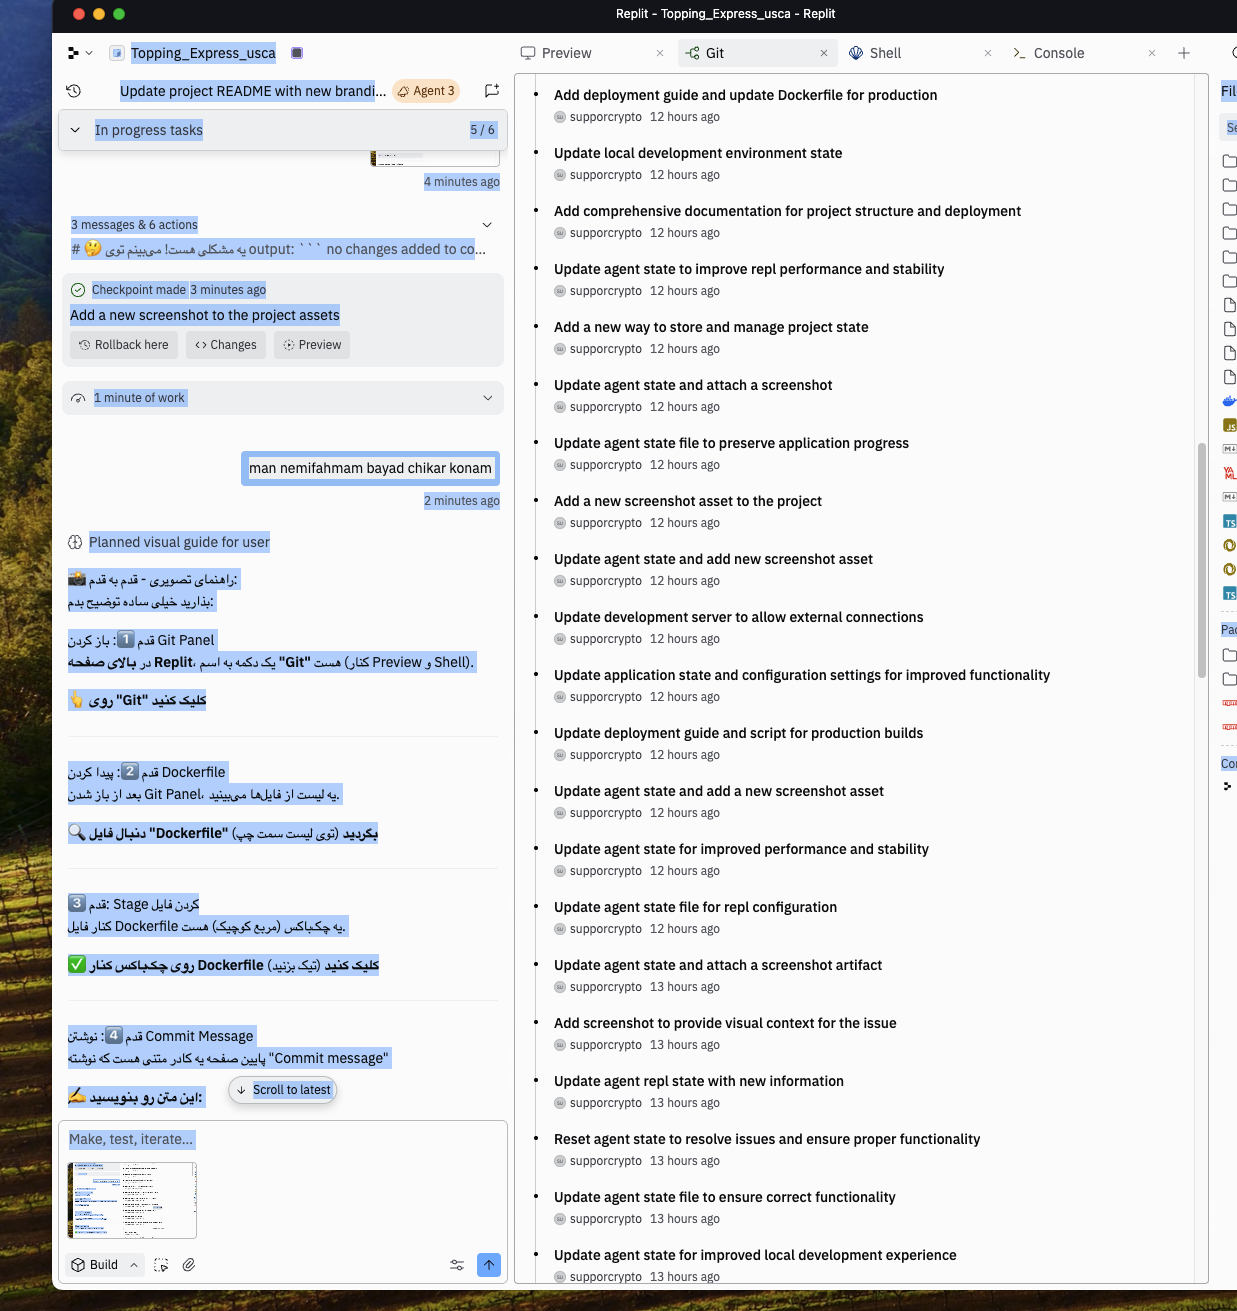 Replit - Topping_Express_usca - Replit
Topping_Express_usca
Update project README with new brandi...
Agent 3
In progress tasks
5 / 6
4 minutes ago
3 messages & 6 actions
# 🤔 یه مشکلی هست! می‌بینم توی output: ``` no changes added to co...
Checkpoint made 3 minutes ago
Add a new screenshot to the project assets
Rollback here
Changes
Preview
1 minute of work
man nemifahmam bayad chikar konam
2 minutes ago
Planned visual guide for user
📸 راهنمای تصویری - قدم به قدم:
بذارید خیلی ساده توضیح بدم:
قدم 1️⃣: باز کردن Git Panel
در بالای صفحه Replit، یک دکمه به اسم "Git" هست (کنار Preview و Shell).
👆 روی "Git" کلیک کنید
قدم 2️⃣: پیدا کردن Dockerfile
بعد از باز شدن Git Panel، یه لیست از فایل‌ها می‌بینید.
🔍 دنبال فایل "Dockerfile" بگردید (توی لیست سمت چپ)
3️⃣ قدم: Stage کردن فایل
کنار فایل Dockerfile یه چکباکس (مربع کوچیک) هست.
✅ روی چکباکس کنار Dockerfile کلیک کنید (تیک بزنید)
قدم 4️⃣: نوشتن Commit Message
پایین صفحه یه کادر متنی هست که نوشته "Commit message"
✍️ این متن رو بنویسید:
Scroll to latest
Make, test, iterate...
Build
Preview
Git
Shell
Console
Add deployment guide and update Dockerfile for production
supporcrypto 12 hours ago
Update local development environment state
supporcrypto 12 hours ago
Add comprehensive documentation for project structure and deployment
supporcrypto 12 hours ago
Update agent state to improve repl performance and stability
supporcrypto 12 hours ago
Add a new way to store and manage project state
supporcrypto 12 hours ago
Update agent state and attach a screenshot
supporcrypto 12 hours ago
Update agent state file to preserve application progress
supporcrypto 12 hours ago
Add a new screenshot asset to the project
supporcrypto 12 hours ago
Update agent state and add new screenshot asset
supporcrypto 12 hours ago
Update development server to allow external connections
supporcrypto 12 hours ago
Update application state and configuration settings for improved functionality
supporcrypto 12 hours ago
Update deployment guide and script for production builds
supporcrypto 12 hours ago
Update agent state and add a new screenshot asset
supporcrypto 12 hours ago
Update agent state for improved performance and stability
supporcrypto 12 hours ago
Update agent state file for repl configuration
supporcrypto 12 hours ago
Update agent state and attach a screenshot artifact
supporcrypto 13 hours ago
Add screenshot to provide visual context for the issue
supporcrypto 13 hours ago
Update agent repl state with new information
supporcrypto 13 hours ago
Reset agent state to resolve issues and ensure proper functionality
supporcrypto 13 hours ago
Update agent state file to ensure correct functionality
supporcrypto 13 hours ago
Update agent state for improved local development experience
supporcrypto 13 hours ago